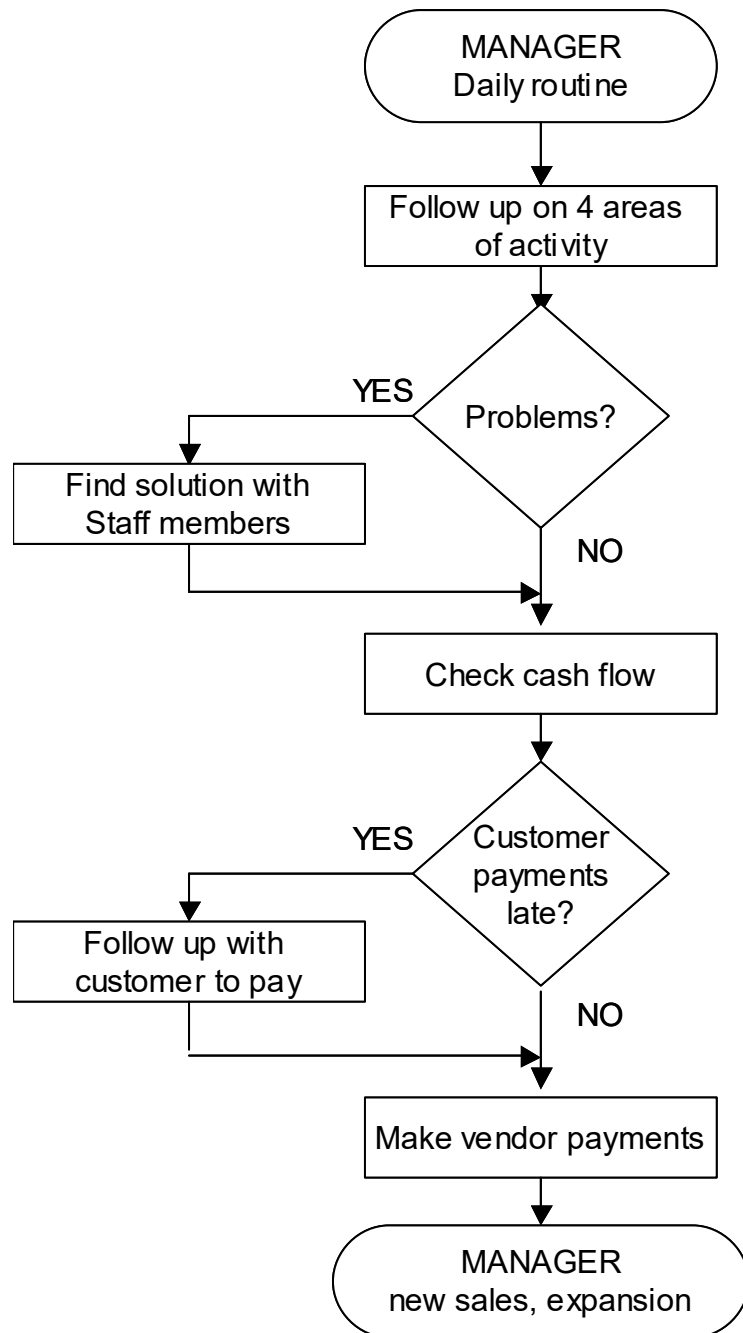 MANAGER
Daily routine
Follow up on 4 areas
of activity
YES
Problems?
Find solution with
Staff members
NO
Check cash flow
YES
Customer
payments
late?
Follow up with
customer to pay
NO
Make vendor payments
MANAGER
new sales, expansion